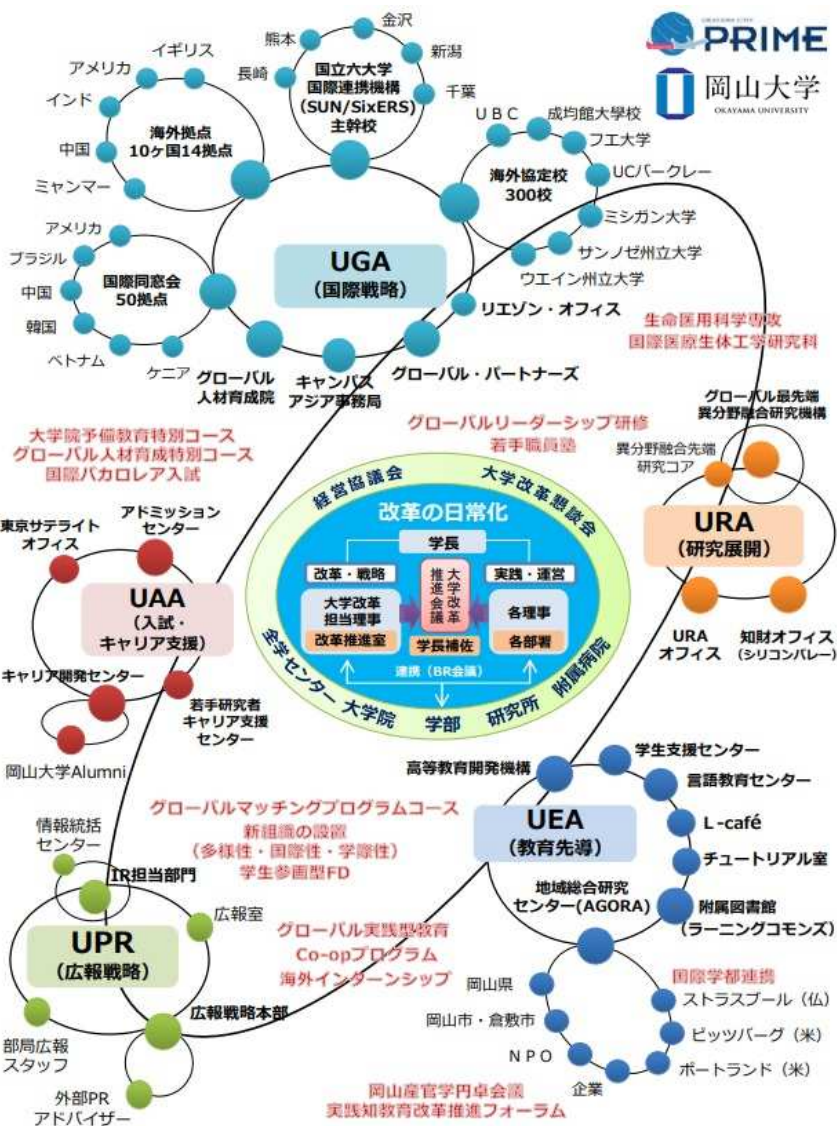 OKAYAMA UNIV.
PRIME
岡山大学
OKAYAMA UNIVERSITY
イギリス
アメリカ
インド
中国
ミャンマー
海外拠点
10ヶ国14拠点
金沢
熊本
新潟
長崎
千葉
国立六大学
国際連携機構
(SUN/SixERS)
主幹校
UBC
成均館大學校
フエ大学
UCバークレー
ミシガン大学
サンノゼ州立大学
ウエイン州立大学
海外協定校
300校
アメリカ
ブラジル
中国
韓国
ベトナム
ケニア
国際同窓会
50拠点
UGA
(国際戦略)
リエゾン・オフィス
グローバル・パートナーズ
キャンパス
アジア事務局
グローバル
人材育成院
生命医用科学専攻
国際医療生体工学研究科
大学院予備教育特別コース
グローバル人材育成特別コース
国際バカロレア入試
グローバルリーダーシップ研修
若手職員塾
グローバル最先端
異分野融合研究機構
異分野融合先端
研究コア
URA
(研究展開)
URA
オフィス
知財オフィス
(シリコンバレー)
アドミッション
センター
東京サテライト
オフィス
UAA
(入試・
キャリア支援)
キャリア開発センター
若手研究者
キャリア支援
センター
岡山大学Alumni
経営協議会
大学改革懇談会
改革の日常化
学長
改革・戦略
実践・運営
大学改革
推進会議
大学改革
担当理事
改革推進室
学長補佐
各理事
各部署
連携（BR会議）
全学センター
大学院
学部
研究所
附属病院
学生支援センター
高等教育開発機構
言語教育センター
L-café
チュートリアル室
附属図書館
(ラーニングコモンズ)
UEA
(教育先導)
地域総合研究
センター(AGORA)
グローバルマッチングプログラムコース
新組織の設置
（多様性・国際性・学際性）
学生参画型FD
情報統括
センター
IR担当部門
広報室
UPR
(広報戦略)
広報戦略本部
部局広報
スタッフ
外部PR
アドバイザー
グローバル実践型教育
Co-opプログラム
海外インターンシップ
国際学都連携
岡山県
岡山市・倉敷市
NPO
企業
ストラスブール（仏）
ピッツバーグ（米）
ポートランド（米）
岡山産官学円卓会議
実践知教育改革推進フォーラム